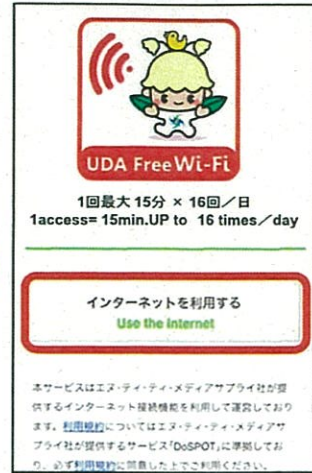 UDA FreeWi-Fi
1回最大 15分 × 16回／日
1access= 15min.UP to 16 times／day
インターネットを利用する
Use the Internet
本サービスはエヌ・ティ・ティ・メディアサプライ社が提
供するインターネット接続機能を利用して運営しており
ます。利用規約についてはエヌ・ティ・ティ・メディアサ
プライ社が提供するサービス「DoSPOT」に準拠してお
り、必ず利用規約に同意した上でご利用ください。